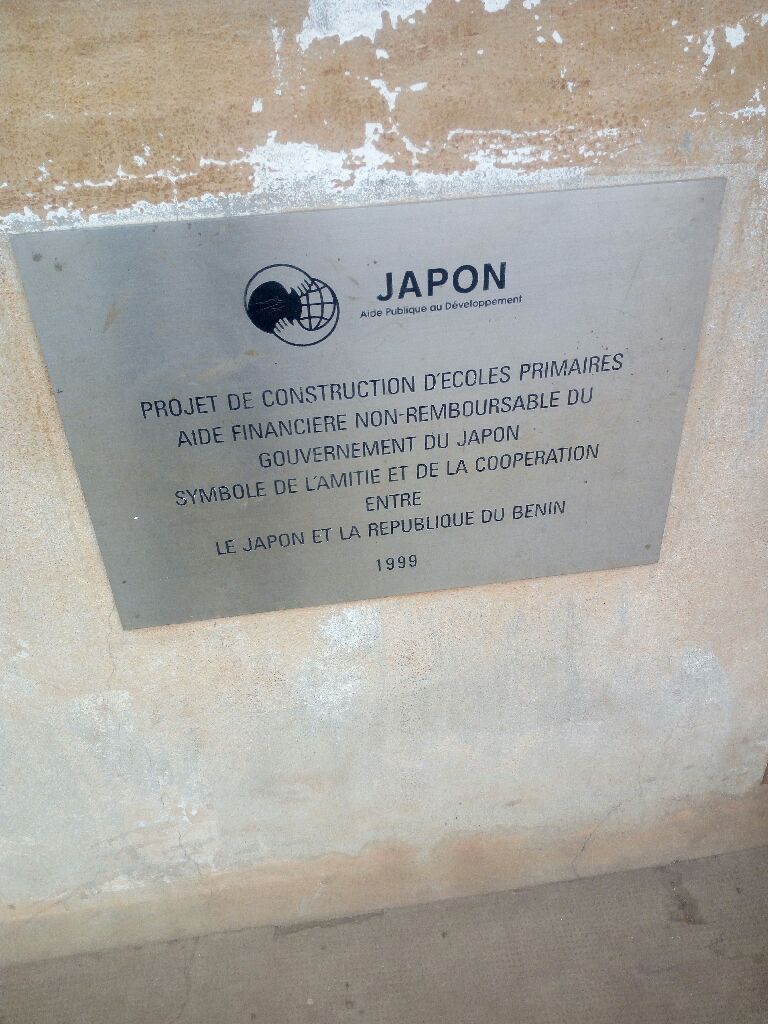 JAPON
Aide Publique au Développement
PROJET DE CONSTRUCTION D'ECOLES PRIMAIRES
AIDE FINANCIERE NON-REMBOURSABLE DU
GOUVERNEMENT DU JAPON
SYMBOLE DE L'AMITIE ET DE LA COOPERATION
ENTRE
LE JAPON ET LA REPUBLIQUE DU BENIN
1999